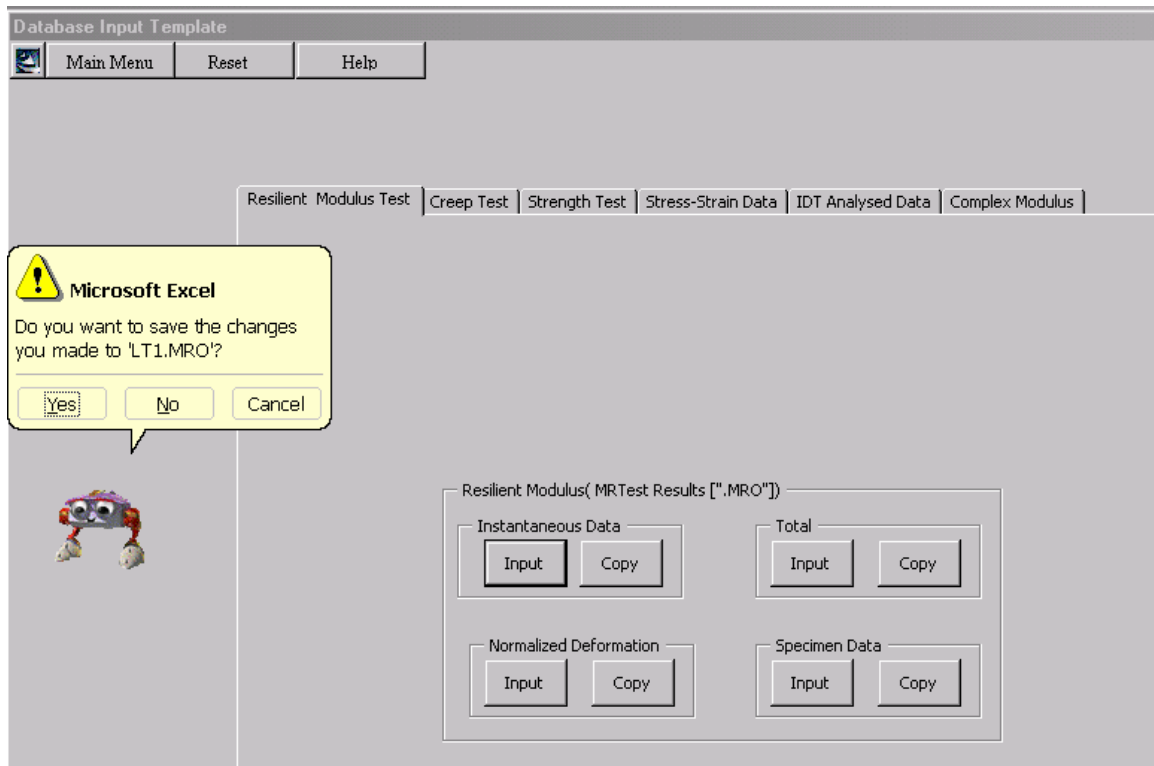 Database Input Template
Main Menu Reset Help
Resilient Modulus Test Creep Test Strength Test Stress-Strain Data IDT Analysed Data Complex Modulus
Microsoft Excel
Do you want to save the changes
you made to 'LT1.MRO'?
Yes No Cancel
Resilient Modulus( MRTest Results [".MRO"])
Instantaneous Data Total
Input Copy Input Copy
Normalized Deformation Specimen Data
Input Copy Input Copy